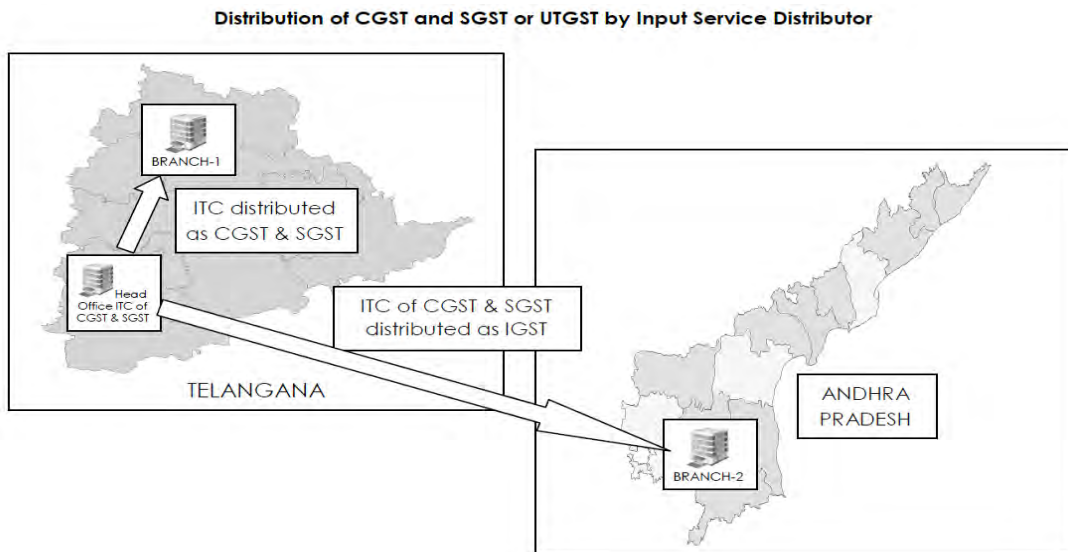 Distribution of CGST and SGST or UTGST by Input Service Distributor
BRANCH-1
ITC distributed
as CGST & SGST
Head
Office ITC of
CGST & SGST
ITC of CGST & SGST
distributed as IGST
TELANGANA
ANDHRA
PRADESH
BRANCH-2